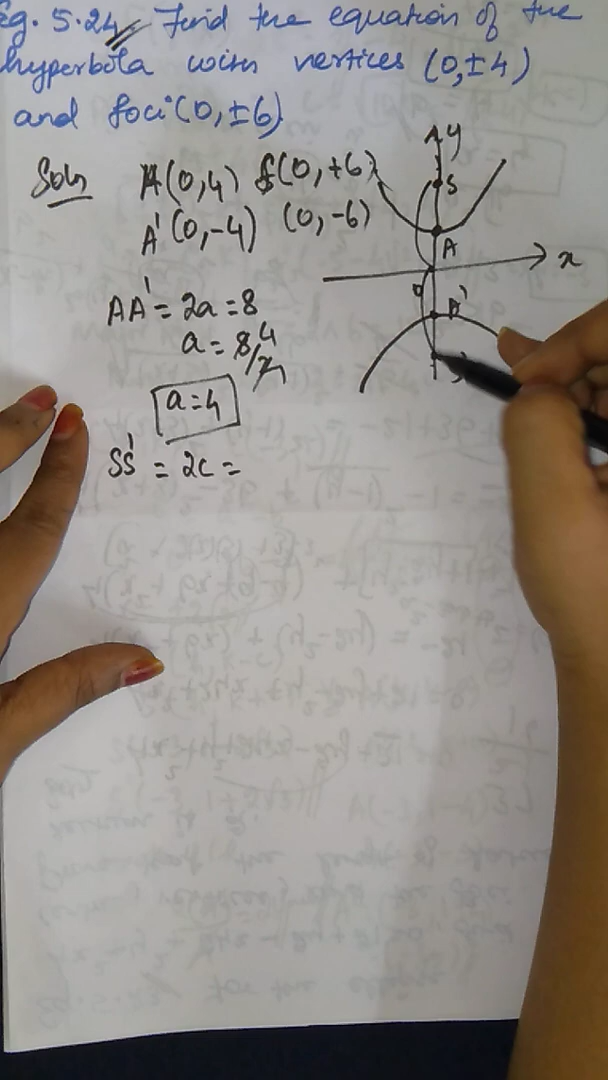 Eg. 5.24 Find the equation of the
hyperbola with vertices (0,±4)
and foci (0,±6)
Soln A(0,4) f(0,+6)
A'(0,-4) (0,-6)
AA' = 2a = 8
a = 8/2 4
a = 4
SS' = 2c =
y
S
A
x
A'